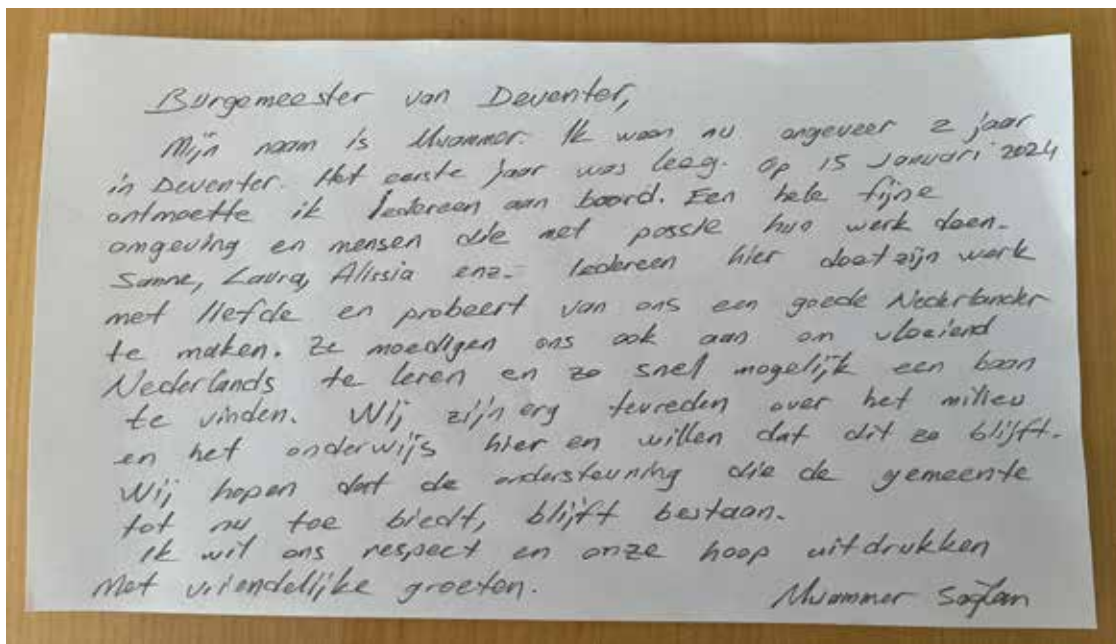 Burgemeester van Deventer,
Mijn naam is Muammer. Ik woon nu ongeveer 2 jaar
in Deventer. Het eerste jaar was leeg. Op 15 Januari 2024
ontmoette ik iedereen aan boord. Een hele fijne
omgeving en mensen die met passie hun werk doen.
Sanne, Laura, Alissia enz. Iedereen hier doet zijn werk
met liefde en probeert van ons een goede Nederlander
te maken. Ze moedigen ons ook aan om vloeiend
Nederlands te leren en zo snel mogelijk een baan
te vinden. Wij zijn erg tevreden over het milieu
en het onderwijs hier en willen dat dit zo blijft.
Wij hopen dat de ondersteuning die de gemeente
tot nu toe biedt, blijft bestaan.
Ik wil ons respect en onze hoop uitdrukken
Met vriendelijke groeten.
Muammer